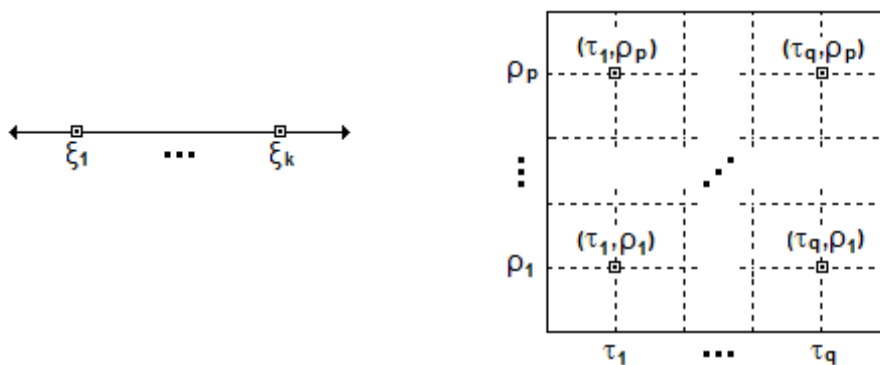 ξ1 ... ξk
(τ1,ρp) (τq,ρp)
ρp
(τ1,ρ1) (τq,ρ1)
ρ1
τ1 ... τq